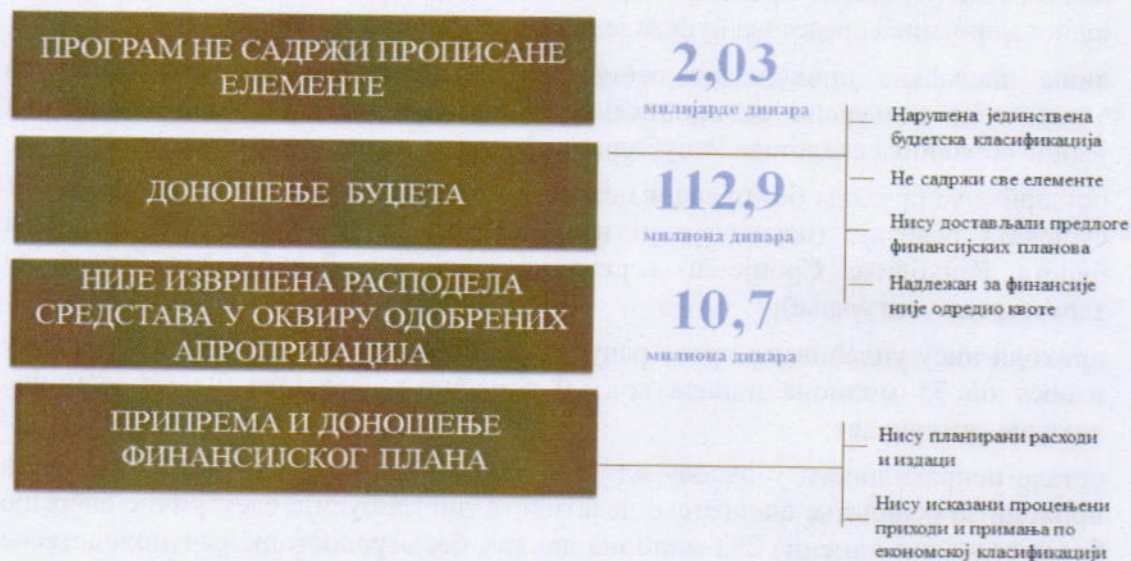 ПРОГРАМ НЕ САДРЖИ ПРОПИСАНЕ
ЕЛЕМЕНТЕ
2,03
милијарде динара
Нарушена јединствена
буџетска класификација
ДОНОШЕЊЕ БУЏЕТА
112,9
милиона динара
Не садржи све елементе
Нису достављали предлоге
финансијских планова
НИЈЕ ИЗВРШЕНА РАСПОДЕЛА
СРЕДСТАВА У ОКВИРУ ОДОБРЕНИХ
АПРОПРИЈАЦИЈА
10,7
милиона динара
Надлежан за финансије
није одредио квоте
ПРИПРЕМА И ДОНОШЕЊЕ
ФИНАНСИЈСКОГ ПЛАНА
Нису планирани расходи
и издаци
Нису исказани процењени
приходи и примања по
економској класификацији